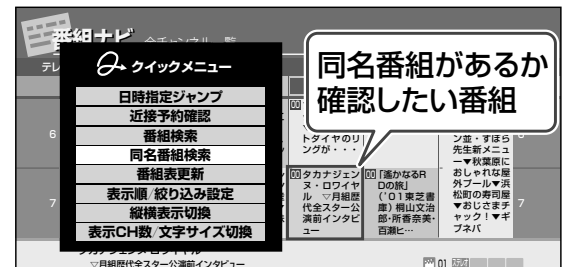 番組ナビ 全チャンネル一覧
テレ
クイックメニュー
日時指定ジャンプ
近接予約確認
番組検索
同名番組検索
番組表更新
表示順/絞り込み設定
縦横表示切換
表示CH数/文字サイズ切換
同名番組があるか
確認したい番組
6
トダイヤのリ
ングが・・・
ン並・すほら
先生新メニュ
ー▼秋葉原に
おしゃれな屋
外プール▼浜
松町の寿司屋
▼おじさまチ
ャック!▼ギ
ブネバ
7
00 タカナジェン
ヌ・ロワイヤ
ル ▽月組歴
代全スター公
演前インタビ
ュー
00 「遥かなるR
Dの旅」
('01東芝書
庫) 桐山文治
郎・所香奈美・
百瀬ヒ…
7
▽月組歴代全スター公演前インタビュー
01